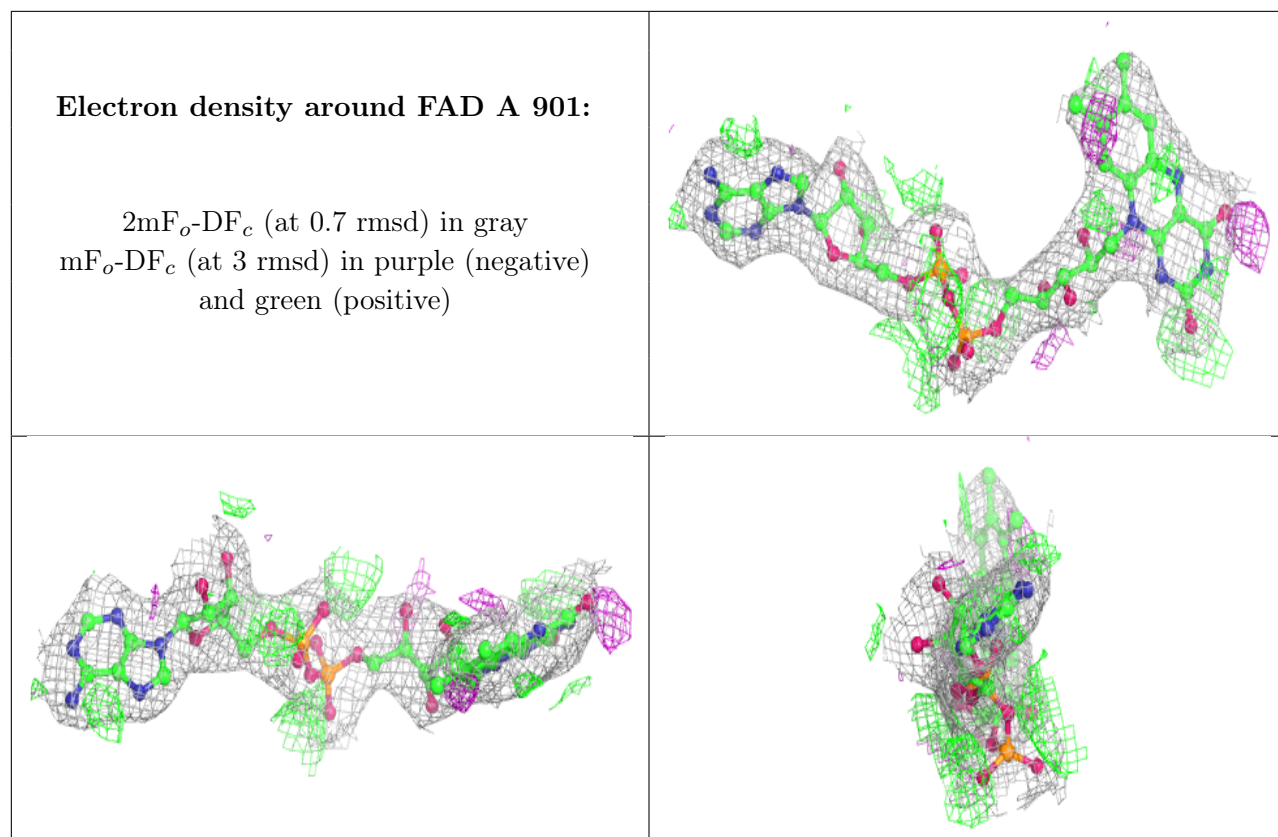 Electron density around FAD A 901:
2mFₒ-DF𝒸 (at 0.7 rmsd) in gray
mFₒ-DF𝒸 (at 3 rmsd) in purple (negative)
and green (positive)